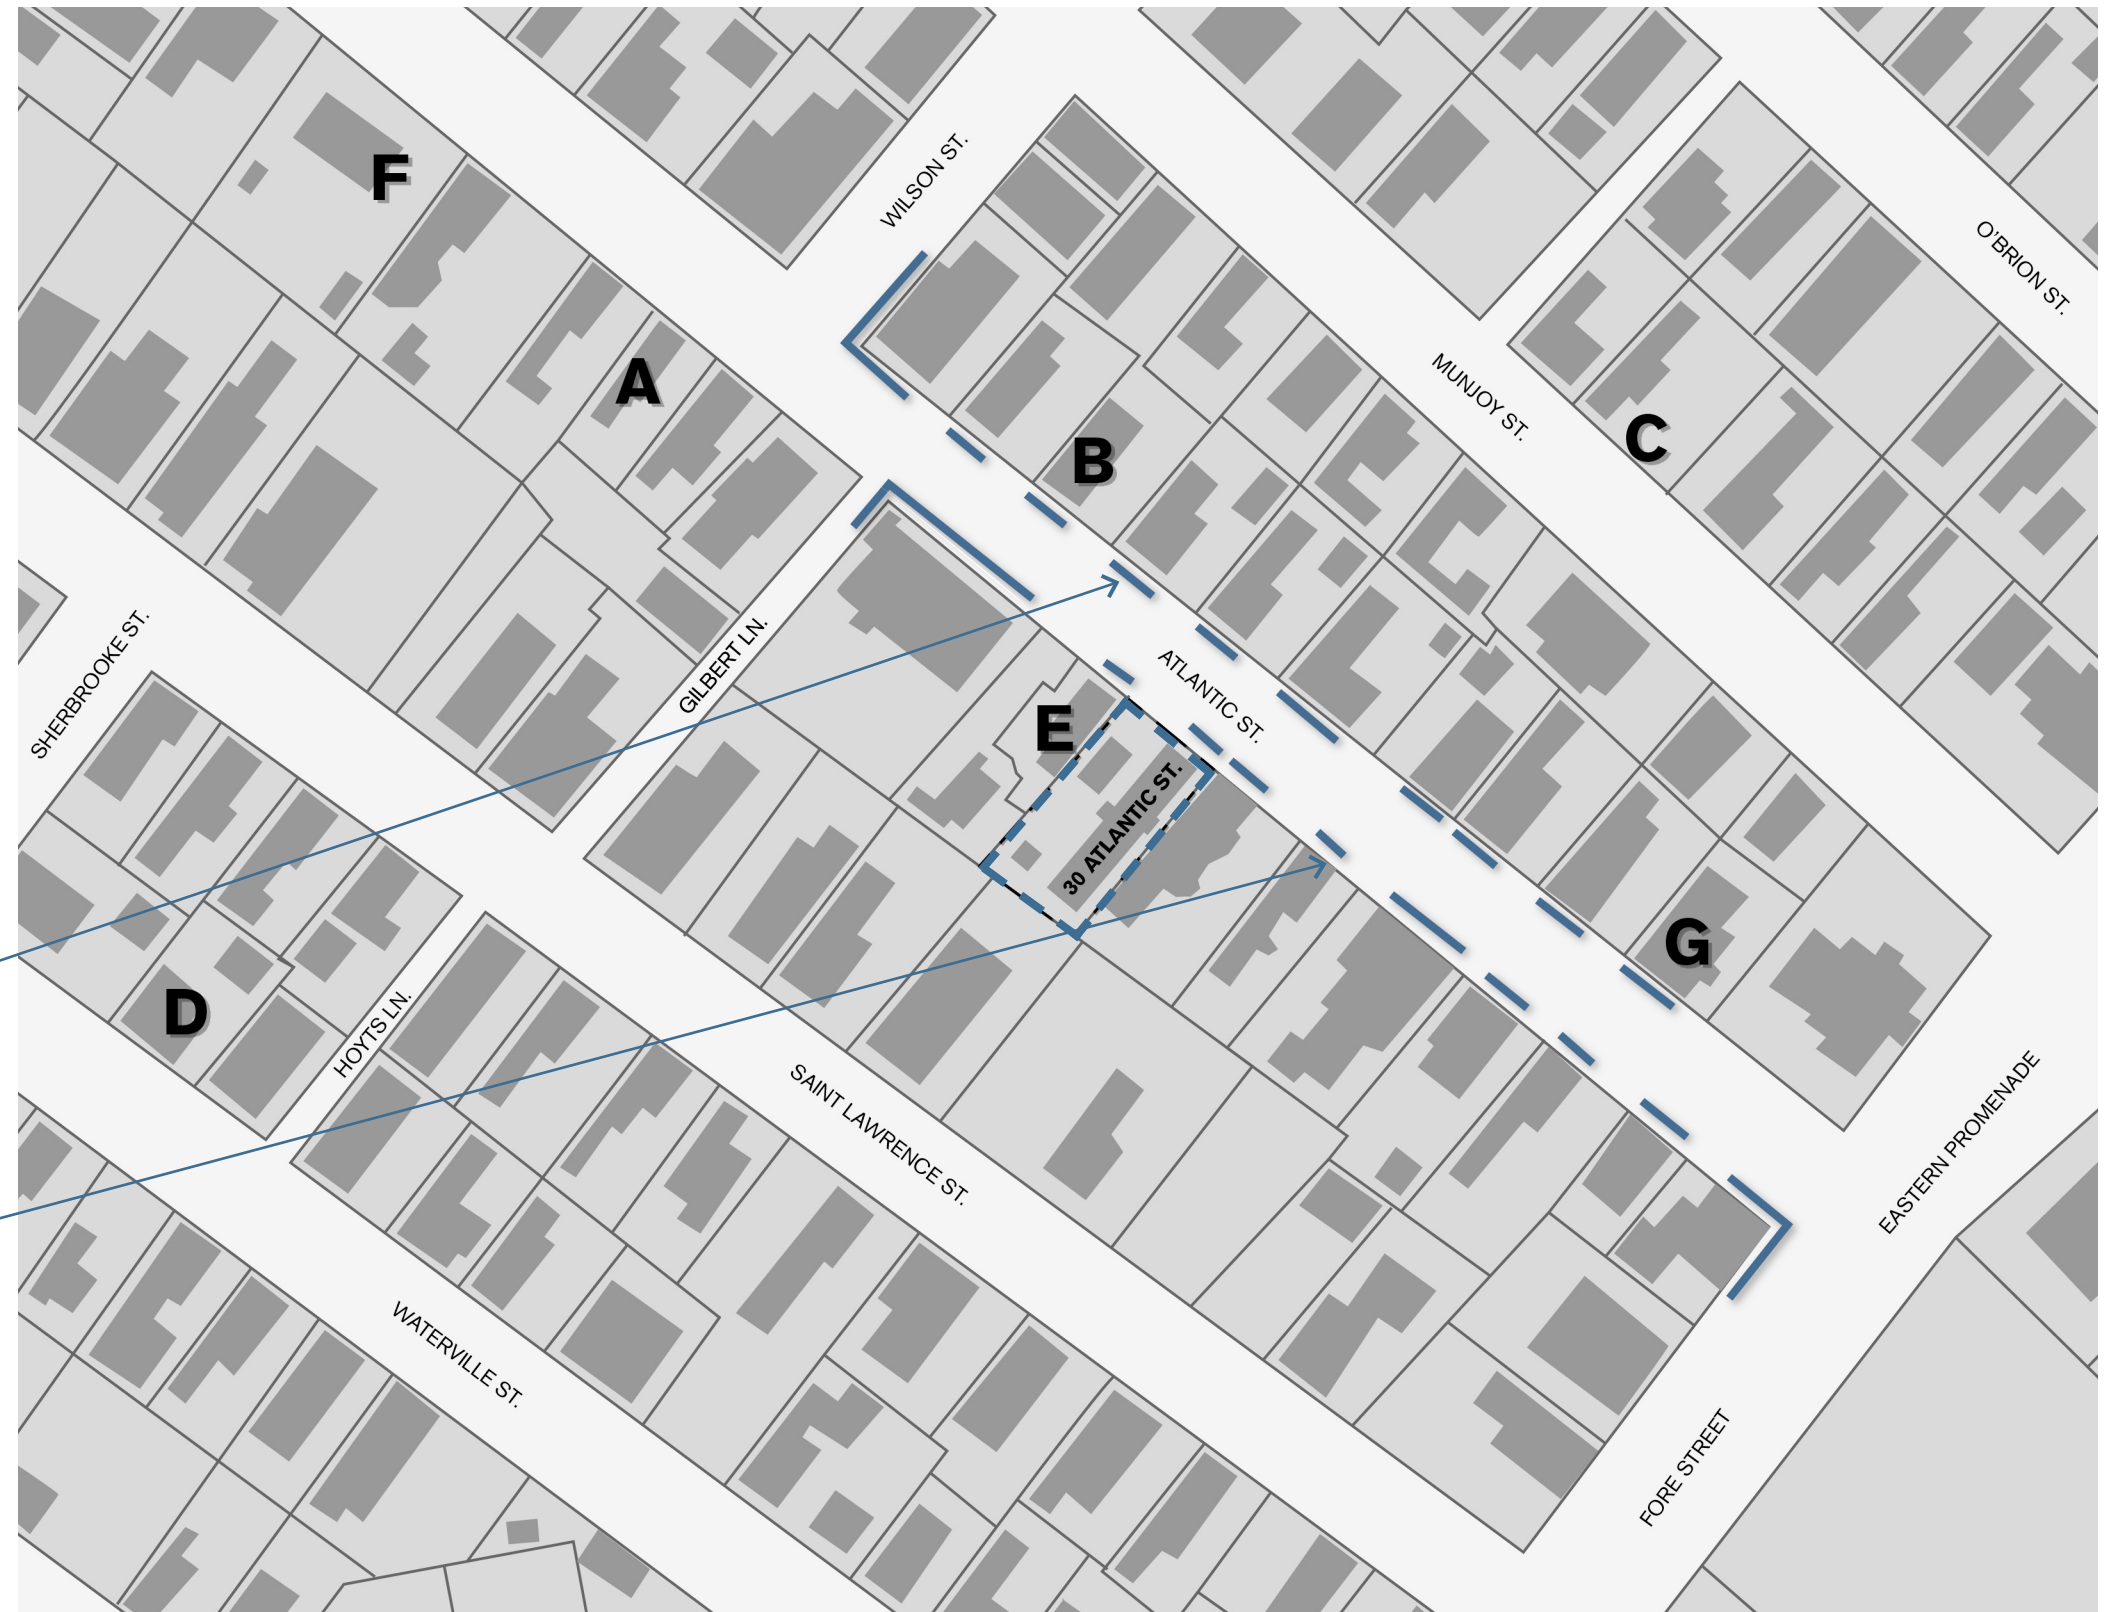 F
WILSON ST.
O'BRION ST.
A
MUNJOY ST.
C
B
SHERBROOKE ST.
GILBERT LN.
ATLANTIC ST.
E
30 ATLANTIC ST.
G
D
HOYTS LN.
SAINT LAWRENCE ST.
EASTERN PROMENADE
WATERVILLE ST.
FORE STREET